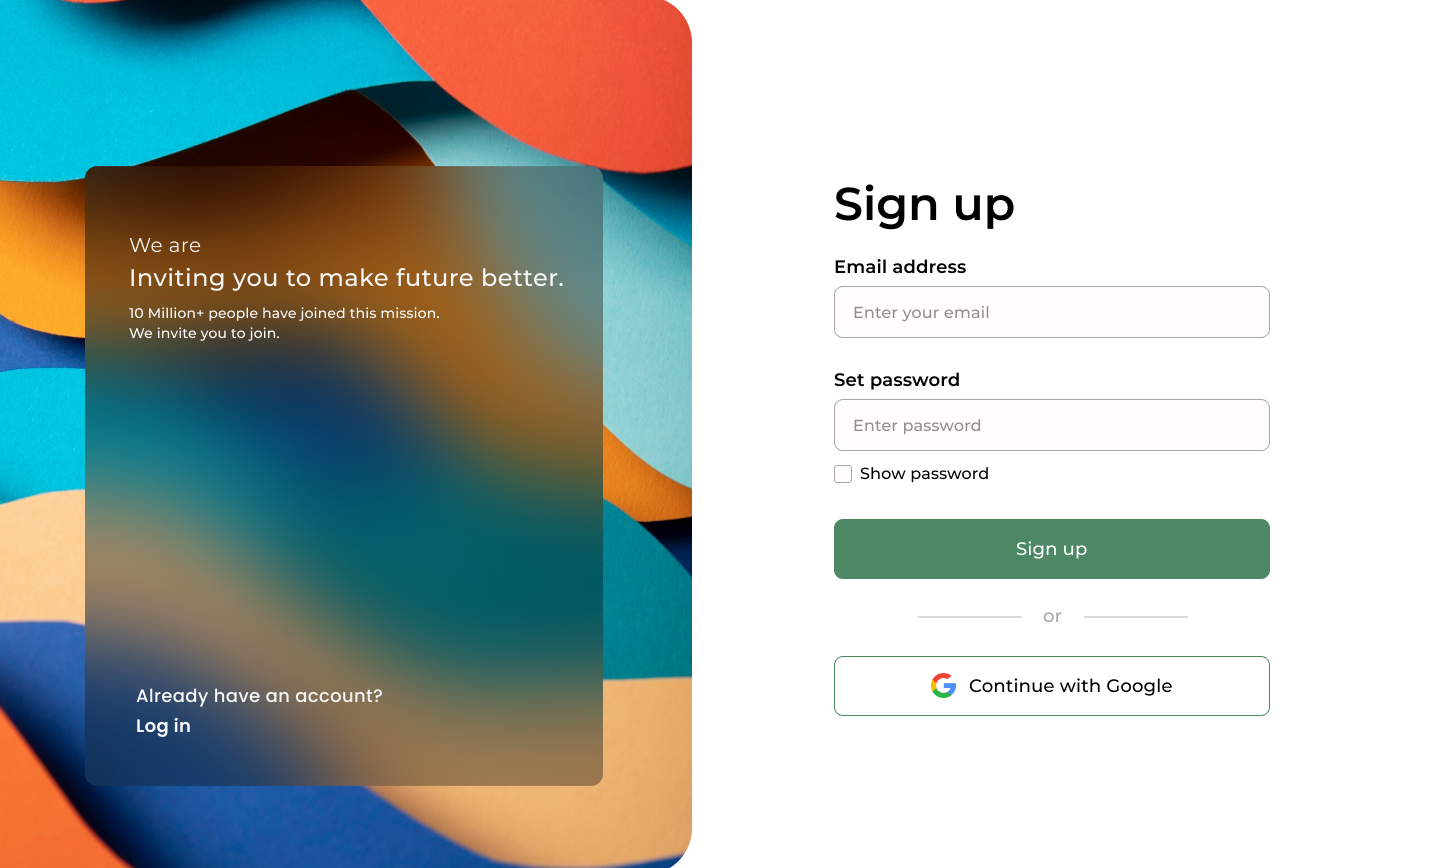 We are
Inviting you to make future better.
10 Million+ people have joined this mission.
We invite you to join.
Already have an account?
Log in
Sign up
Email address
Enter your email
Set password
Enter password
Show password
Sign up
or
Continue with Google